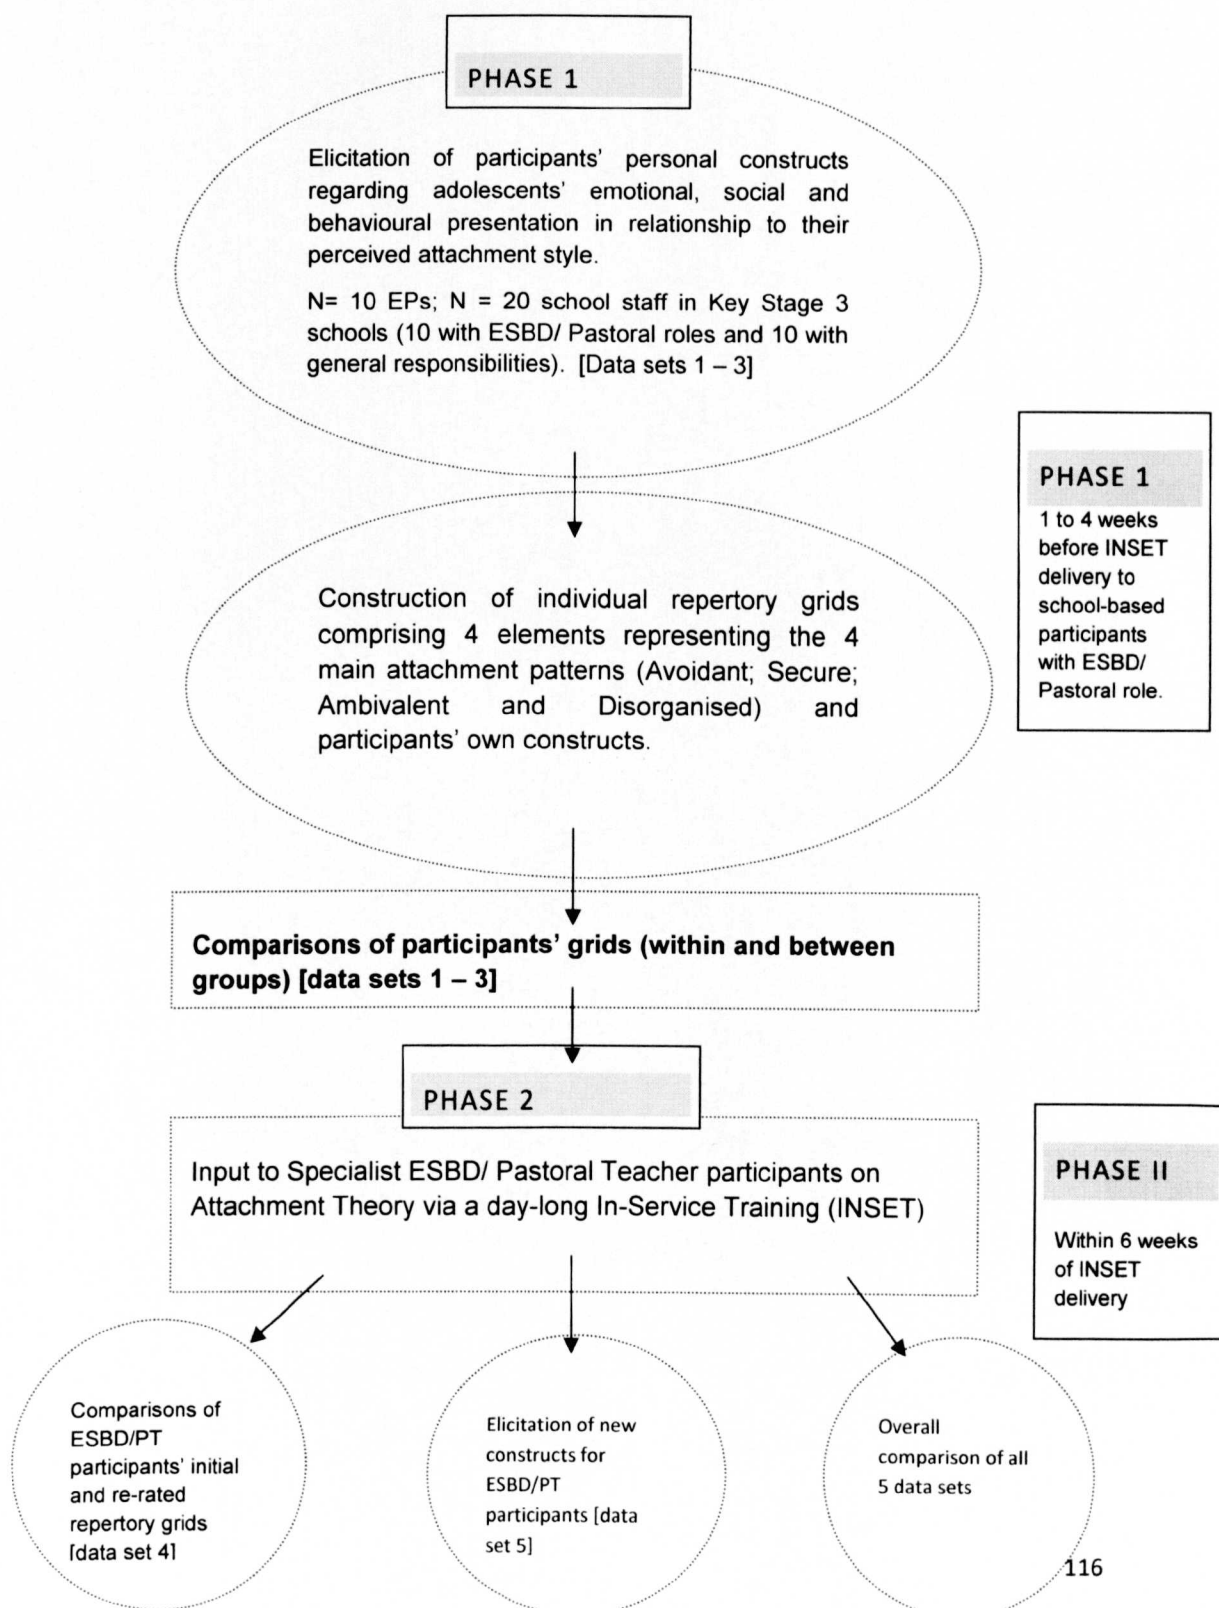 PHASE 1
Elicitation of participants' personal constructs
regarding adolescents' emotional, social and
behavioural presentation in relationship to their
perceived attachment style.
N= 10 EPs; N = 20 school staff in Key Stage 3
schools (10 with ESBD/ Pastoral roles and 10 with
general responsibilities).  [Data sets 1 – 3]
PHASE 1
1 to 4 weeks
before INSET
delivery to
school-based
participants
with ESBD/
Pastoral role.
Construction of individual repertory grids
comprising 4 elements representing the 4
main attachment patterns (Avoidant; Secure;
Ambivalent and Disorganised) and
participants' own constructs.
Comparisons of participants' grids (within and between
groups) [data sets 1 – 3]
PHASE 2
Input to Specialist ESBD/ Pastoral Teacher participants on
Attachment Theory via a day-long In-Service Training (INSET)
PHASE II
Within 6 weeks
of INSET
delivery
Comparisons of
ESBD/PT
participants' initial
and re-rated
repertory grids
[data set 4]
Elicitation of new
constructs for
ESBD/PT
participants [data
set 5]
Overall
comparison of all
5 data sets
116